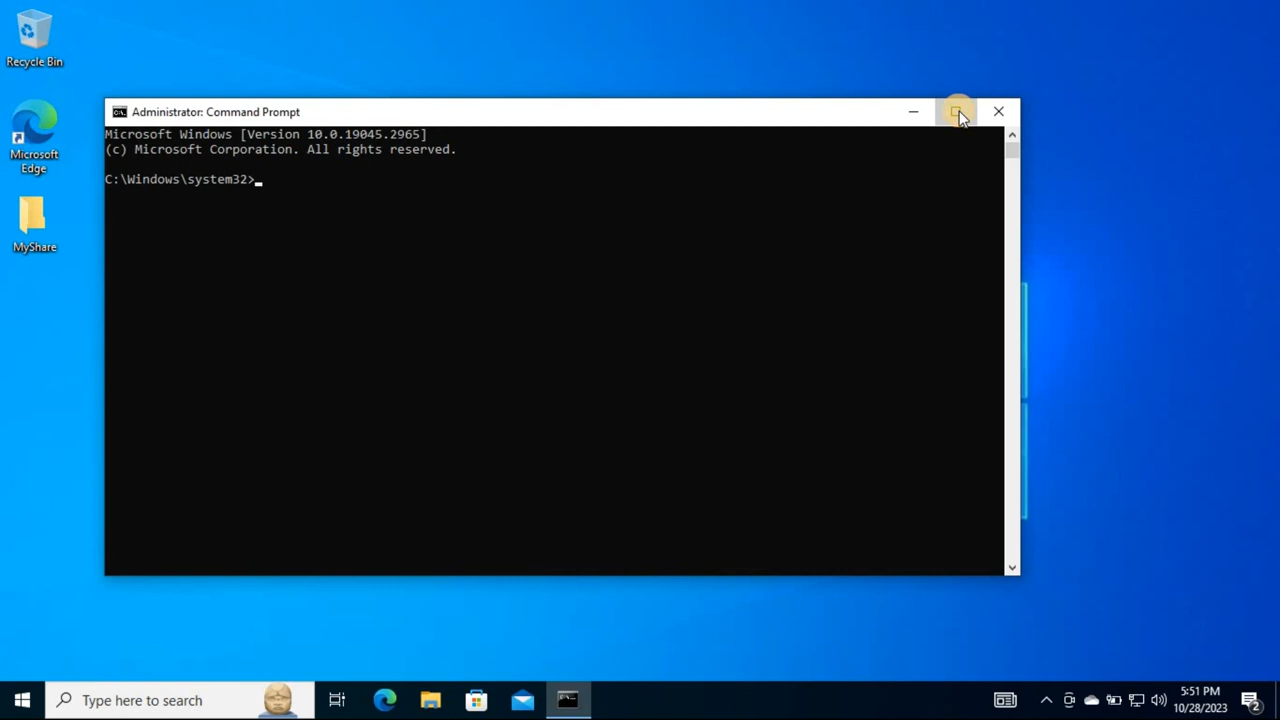 Recycle Bin
Microsoft
Edge
MyShare
Administrator: Command Prompt
Microsoft Windows [Version 10.0.19045.2965]
(c) Microsoft Corporation. All rights reserved.
C:\Windows\system32>
Type here to search
5:51 PM
10/28/2023
2